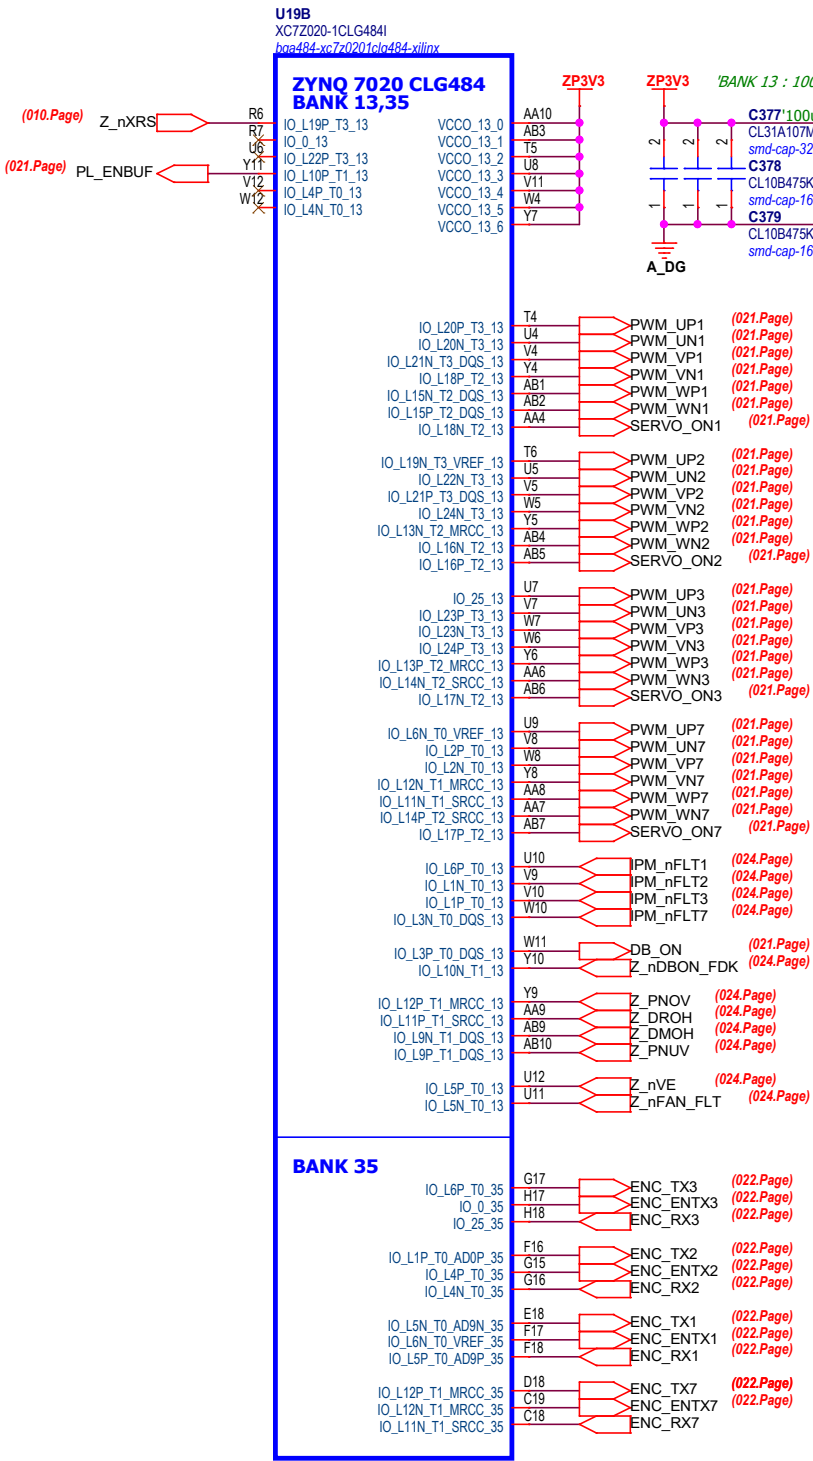 U19B
XC7Z020-1CLG484I
bga484-xc7z0201clg484-xilinx
ZYNQ 7020 CLG484
BANK 13,35
ZP3V3
ZP3V3
'BANK 13 : 100
(010.Page) Z_nXRS R6 IO_L19P_T3_13
R7 IO_0_13
U6 IO_L22P_T3_13
(021.Page) PL_ENBUF Y11 IO_L10P_T1_13
V12 IO_L4P_T0_13
W12 IO_L4N_T0_13
VCCO_13_0 AA10
VCCO_13_1 AB3
VCCO_13_2 T5
VCCO_13_3 U8
VCCO_13_4 V11
VCCO_13_5 W4
VCCO_13_6 Y7
2 2 2
1 1 1
C377 '100u
CL31A107M
smd-cap-32
C378
CL10B475K
smd-cap-16
C379
CL10B475K
smd-cap-16
A_DG
IO_L20P_T3_13 T4 PWM_UP1 (021.Page)
IO_L20N_T3_13 U4 PWM_UN1 (021.Page)
IO_L21N_T3_DQS_13 V4 PWM_VP1 (021.Page)
IO_L18P_T2_13 Y4 PWM_VN1 (021.Page)
IO_L15N_T2_DQS_13 AB1 PWM_WP1 (021.Page)
IO_L15P_T2_DQS_13 AB2 PWM_WN1 (021.Page)
IO_L18N_T2_13 AA4 SERVO_ON1 (021.Page)
IO_L19N_T3_VREF_13 T6 PWM_UP2 (021.Page)
IO_L22N_T3_13 U5 PWM_UN2 (021.Page)
IO_L21P_T3_DQS_13 V5 PWM_VP2 (021.Page)
IO_L24N_T3_13 W5 PWM_VN2 (021.Page)
IO_L13N_T2_MRCC_13 Y5 PWM_WP2 (021.Page)
IO_L16N_T2_13 AB4 PWM_WN2 (021.Page)
IO_L16P_T2_13 AB5 SERVO_ON2 (021.Page)
IO_25_13 U7 PWM_UP3 (021.Page)
IO_L23P_T3_13 V7 PWM_UN3 (021.Page)
IO_L23N_T3_13 W7 PWM_VP3 (021.Page)
IO_L24P_T3_13 W6 PWM_VN3 (021.Page)
IO_L13P_T2_MRCC_13 Y6 PWM_WP3 (021.Page)
IO_L14N_T2_SRCC_13 AA6 PWM_WN3 (021.Page)
IO_L17N_T2_13 AB6 SERVO_ON3 (021.Page)
IO_L6N_T0_VREF_13 U9 PWM_UP7 (021.Page)
IO_L2P_T0_13 V8 PWM_UN7 (021.Page)
IO_L2N_T0_13 W8 PWM_VP7 (021.Page)
IO_L12N_T1_MRCC_13 Y8 PWM_VN7 (021.Page)
IO_L11N_T1_SRCC_13 AA8 PWM_WP7 (021.Page)
IO_L14P_T2_SRCC_13 AA7 PWM_WN7 (021.Page)
IO_L17P_T2_13 AB7 SERVO_ON7 (021.Page)
IO_L6P_T0_13 U10 IPM_nFLT1 (024.Page)
IO_L1N_T0_13 V9 IPM_nFLT2 (024.Page)
IO_L1P_T0_13 V10 IPM_nFLT3 (024.Page)
IO_L3N_T0_DQS_13 W10 IPM_nFLT7 (024.Page)
IO_L3P_T0_DQS_13 W11 DB_ON (021.Page)
IO_L10N_T1_13 Y10 Z_nDBON_FDK (024.Page)
IO_L12P_T1_MRCC_13 Y9 Z_PNOV (024.Page)
IO_L11P_T1_SRCC_13 AA9 Z_DROH (024.Page)
IO_L9N_T1_DQS_13 AB9 Z_DMOH (024.Page)
IO_L9P_T1_DQS_13 AB10 Z_PNUV (024.Page)
IO_L5P_T0_13 U12 Z_nVE (024.Page)
IO_L5N_T0_13 U11 Z_nFAN_FLT (024.Page)
BANK 35
IO_L6P_T0_35 G17 ENC_TX3 (022.Page)
IO_0_35 H17 ENC_ENTX3 (022.Page)
IO_25_35 H18 ENC_RX3 (022.Page)
IO_L1P_T0_AD0P_35 F16 ENC_TX2 (022.Page)
IO_L4P_T0_35 G15 ENC_ENTX2 (022.Page)
IO_L4N_T0_35 G16 ENC_RX2 (022.Page)
IO_L5N_T0_AD9N_35 E18 ENC_TX1 (022.Page)
IO_L6N_T0_VREF_35 F17 ENC_ENTX1 (022.Page)
IO_L5P_T0_AD9P_35 F18 ENC_RX1 (022.Page)
IO_L12P_T1_MRCC_35 D18 ENC_TX7 (022.Page)
IO_L12N_T1_MRCC_35 C19 ENC_ENTX7 (022.Page)
IO_L11N_T1_SRCC_35 C18 ENC_RX7